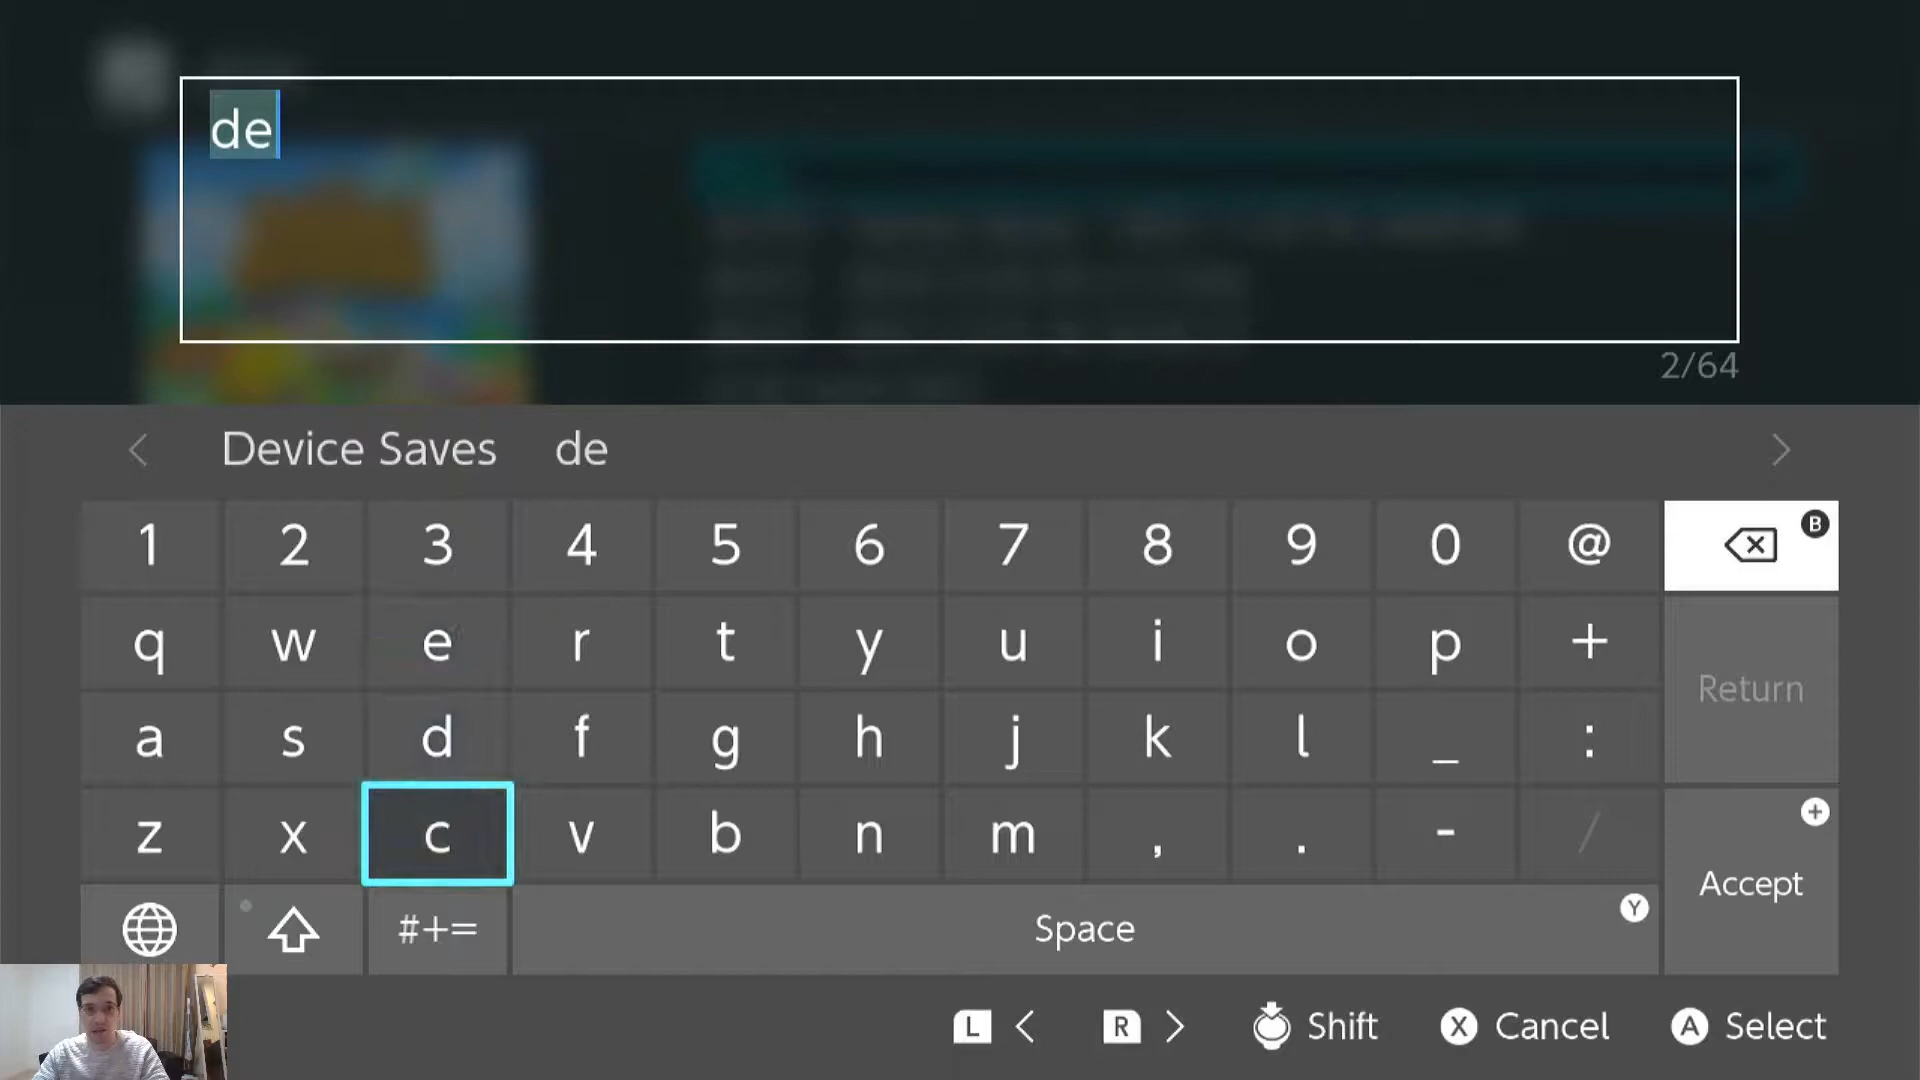 de
2/64
Device Saves de
1 2 3 4 5 6 7 8 9 0 @ B
q w e r t y u i o p + Return
a s d f g h j k l _ :
z x c v b n m , . - / + Accept
#+= Space Y
L R Shift X Cancel A Select